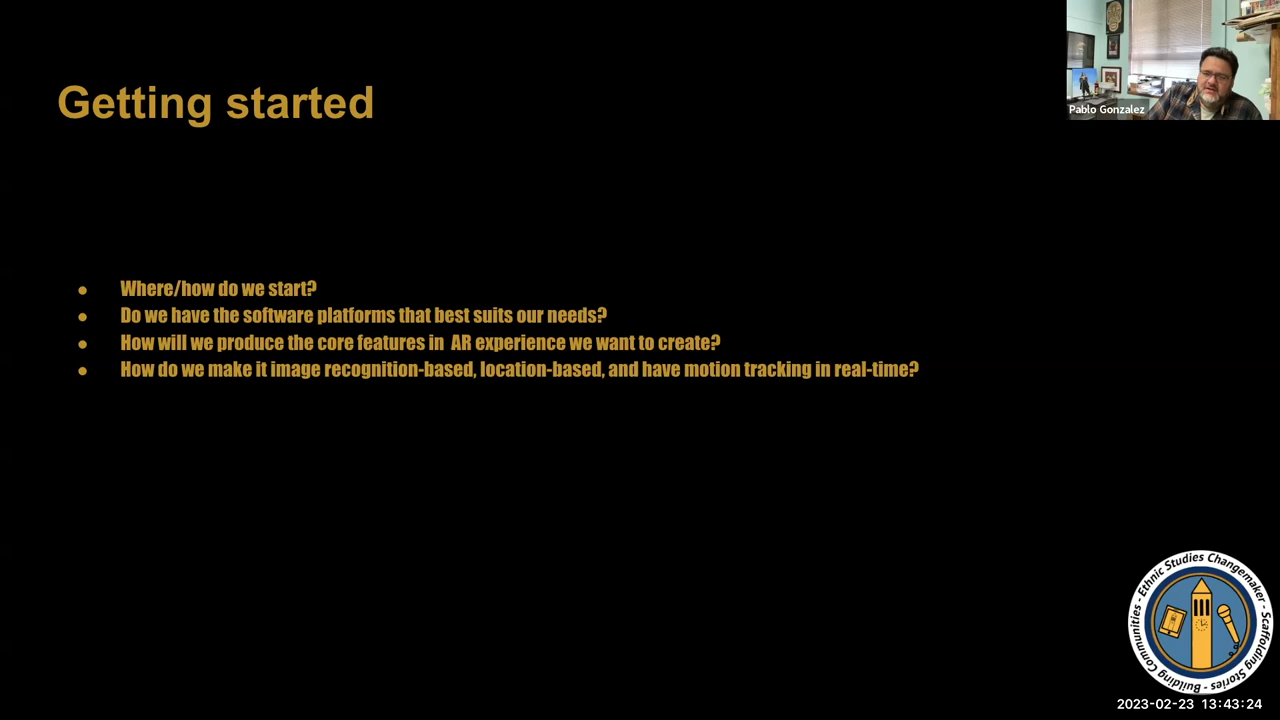 Getting started
Pablo Gonzalez
● Where/how do we start?
● Do we have the software platforms that best suits our needs?
● How will we produce the core features in  AR experience we want to create?
● How do we make it image recognition-based, location-based, and have motion tracking in real-time?
Ethnic Studies Changemaker - Scaffolding Stories - Building Communities -
2023-02-23 13:43:24